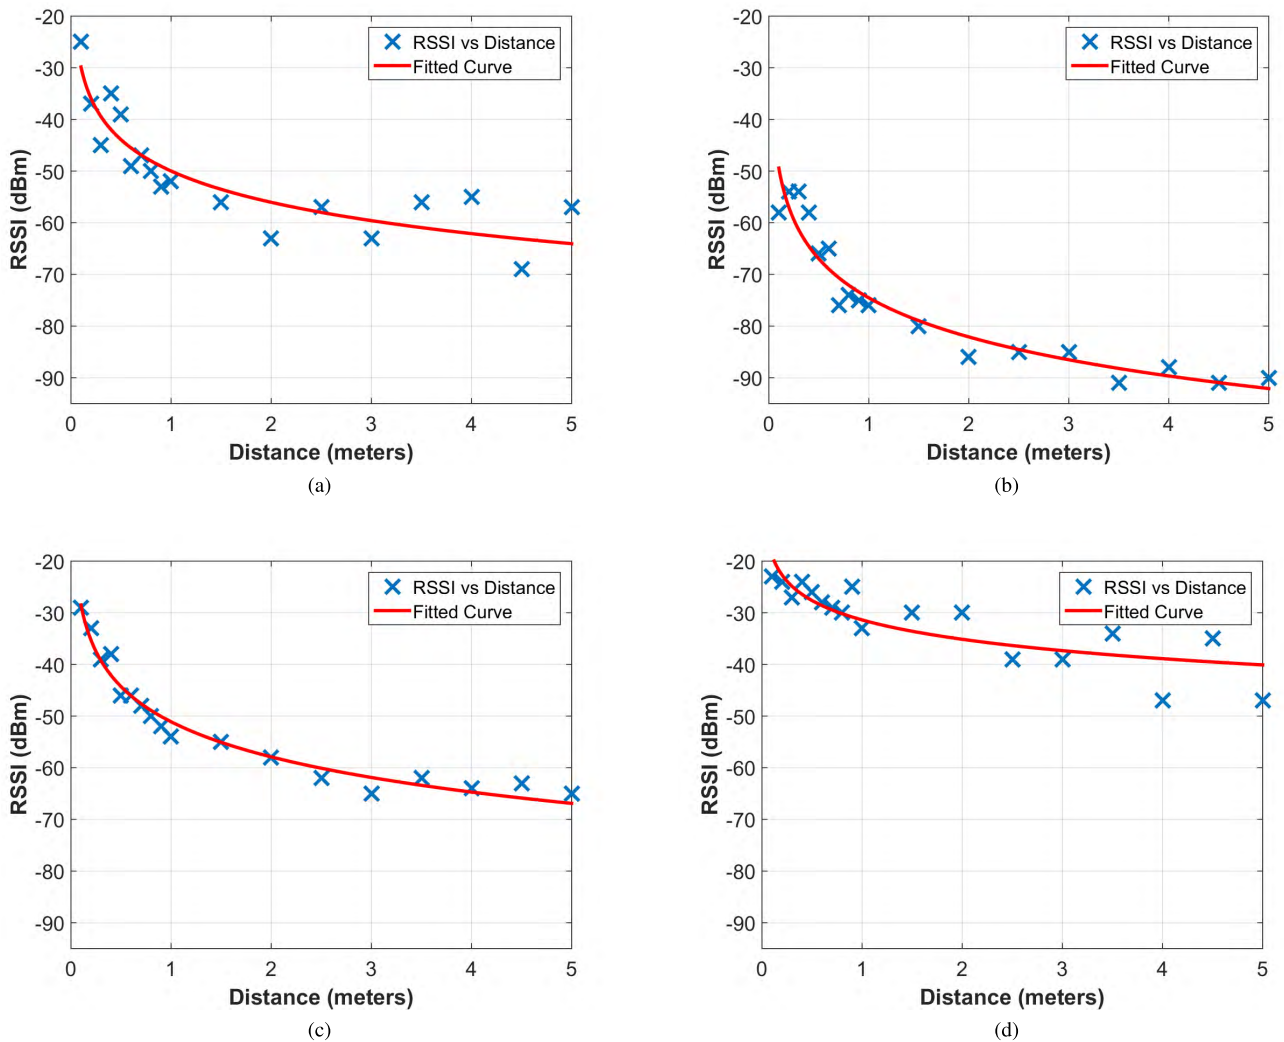 -20
-30
-40
-50
-60
-70
-80
-90
RSSI (dBm)
RSSI vs Distance
Fitted Curve
0 1 2 3 4 5
Distance (meters)
(a)
-20
-30
-40
-50
-60
-70
-80
-90
RSSI (dBm)
RSSI vs Distance
Fitted Curve
0 1 2 3 4 5
Distance (meters)
(b)
-20
-30
-40
-50
-60
-70
-80
-90
RSSI (dBm)
RSSI vs Distance
Fitted Curve
0 1 2 3 4 5
Distance (meters)
(c)
-20
-30
-40
-50
-60
-70
-80
-90
RSSI (dBm)
RSSI vs Distance
Fitted Curve
0 1 2 3 4 5
Distance (meters)
(d)